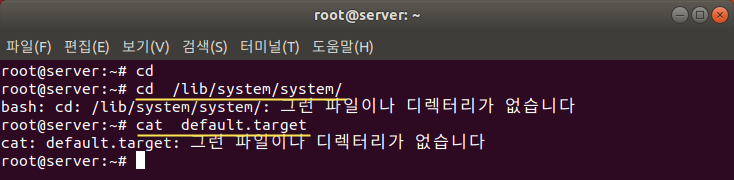 root@server: ~
파일(F) 편집(E) 보기(V) 검색(S) 터미널(T) 도움말(H)
root@server:~# cd
root@server:~# cd  /lib/system/system/
bash: cd: /lib/system/system/: 그런 파일이나 디렉터리가 없습니다
root@server:~# cat  default.target
cat: default.target: 그런 파일이나 디렉터리가 없습니다
root@server:~#